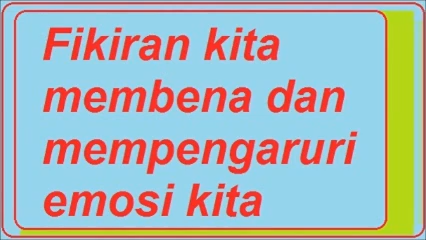 Fikiran kita
membena dan
mempengaruri
emosi kita